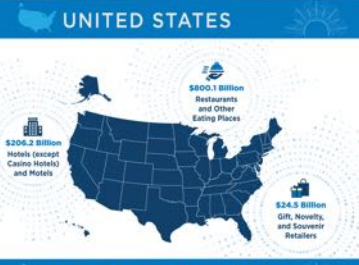 UNITED STATES
$800.1 Billion
Restaurants
and Other
Eating Places
$206.2 Billion
Hotels (except
Casino Hotels)
and Motels
$24.5 Billion
Gift, Novelty,
and Souvenir
Retailers